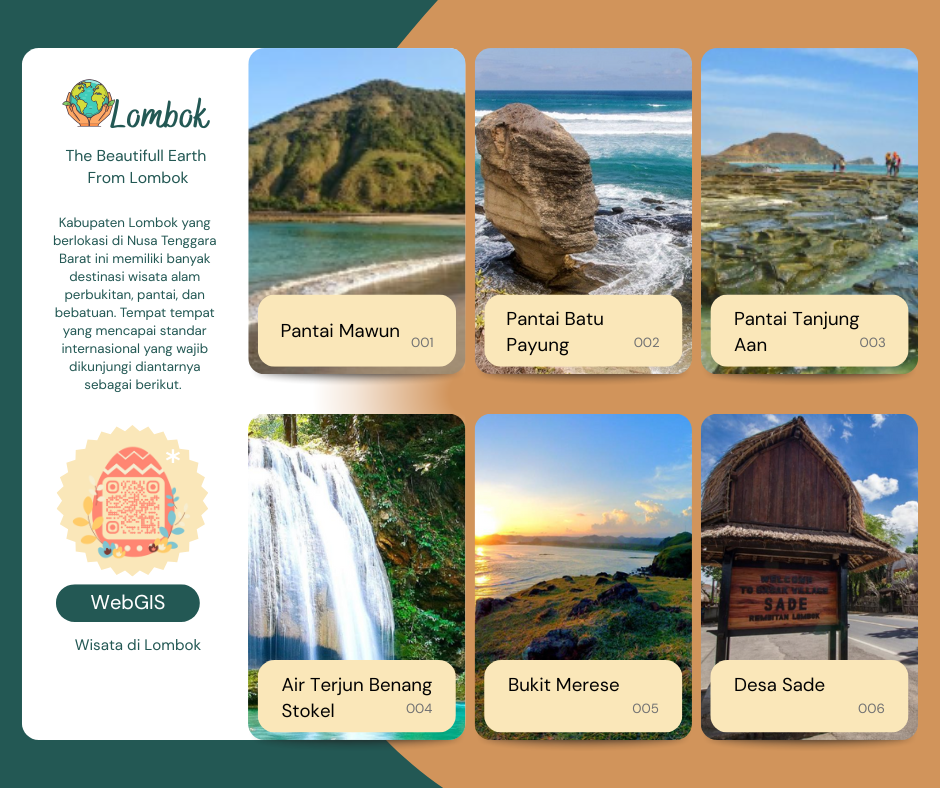 Lombok
The Beautifull Earth
From Lombok
Kabupaten Lombok yang
berlokasi di Nusa Tenggara
Barat ini memiliki banyak
destinasi wisata alam
perbukitan, pantai, dan
bebatuan. Tempat tempat
yang mencapai standar
internasional yang wajib
dikunjungi diantarnya
sebagai berikut.
WebGIS
Wisata di Lombok
Pantai Mawun
001
Pantai Batu
Payung
002
Pantai Tanjung
Aan
003
Air Terjun Benang
Stokel
004
Bukit Merese
005
WELCOME
TO SASAK VILLAGE
SADE
REMBITAN LOMBOK
Desa Sade
006